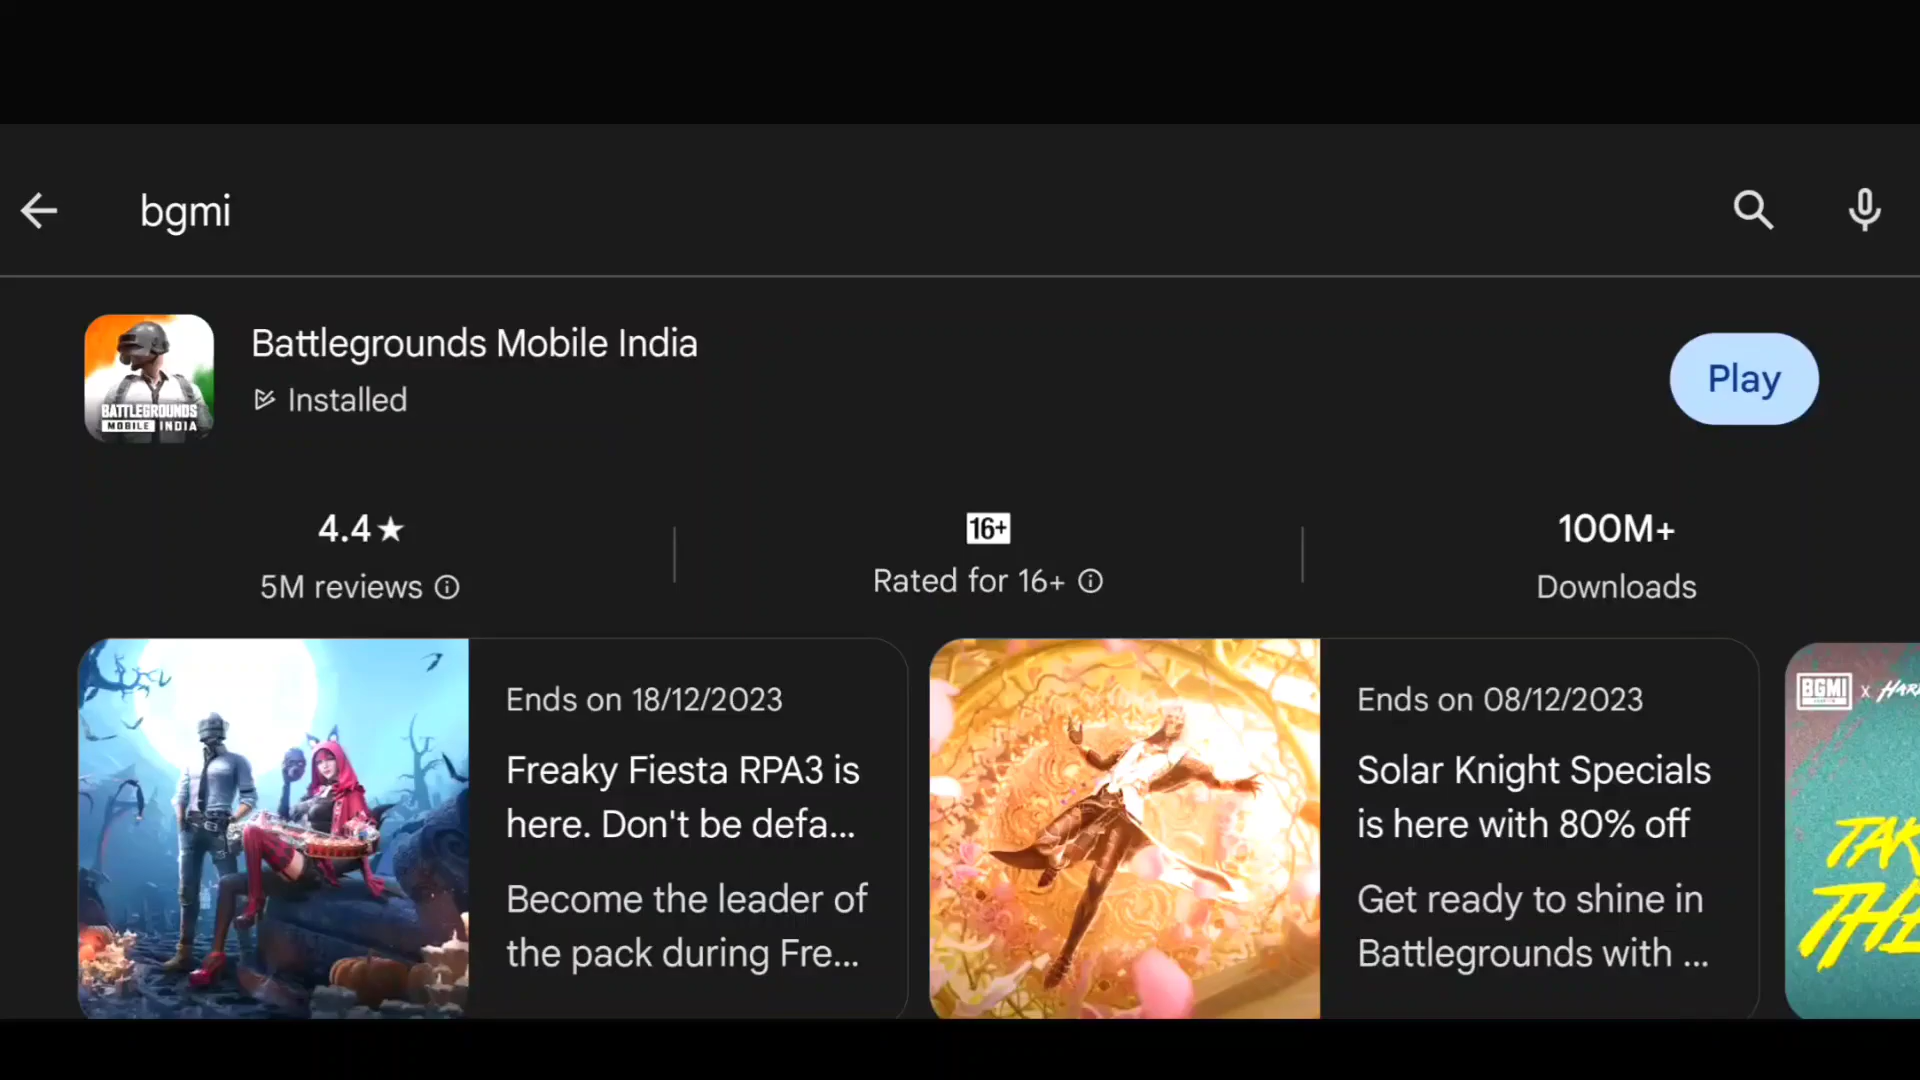 bgmi
Battlegrounds Mobile India
Installed
Play
BATTLEGROUNDS
MOBILE INDIA
4.4★
5M reviews
16+
Rated for 16+
100M+
Downloads
Ends on 18/12/2023
Freaky Fiesta RPA3 is
here. Don't be defa...
Become the leader of
the pack during Fre...
Ends on 08/12/2023
Solar Knight Specials
is here with 80% off
Get ready to shine in
Battlegrounds with ...
BGMI x